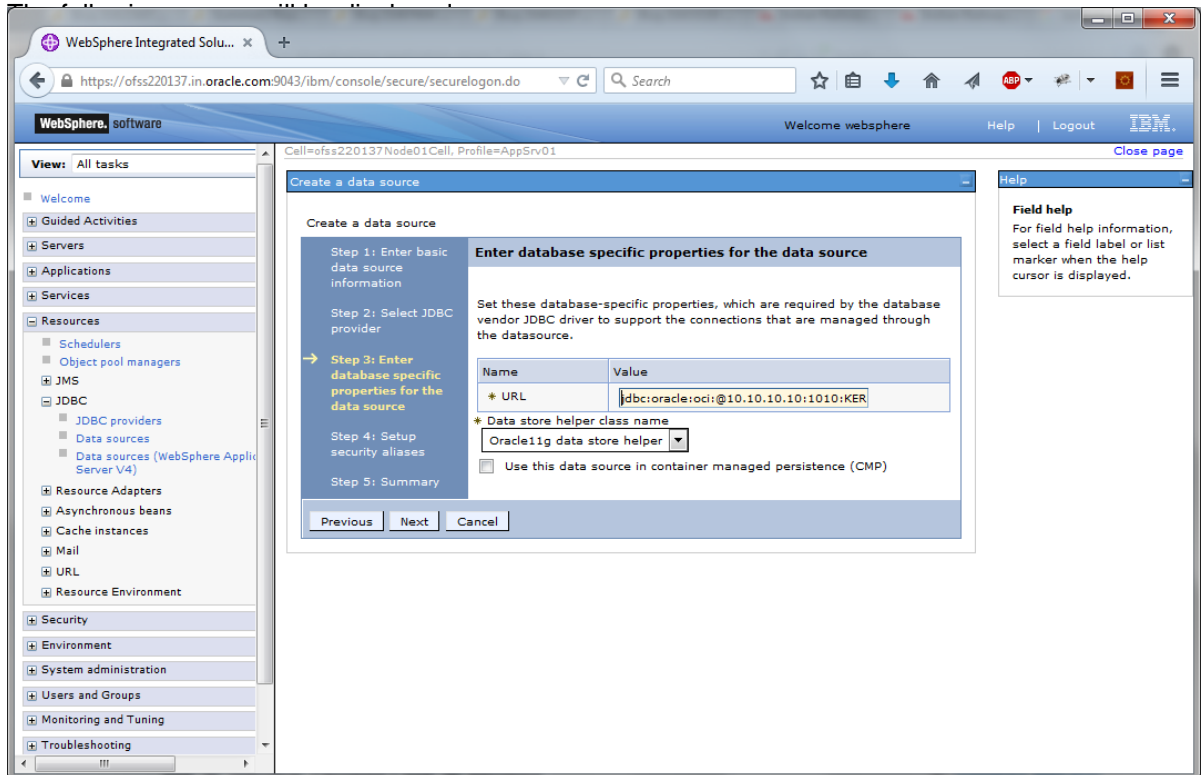 WebSphere Integrated Solu... ×
https://ofss220137.in.oracle.com:9043/ibm/console/secure/securelogon.do
Search
ABP
WebSphere. software
Welcome websphere
Help | Logout
IBM.
View: All tasks
Cell=ofss220137Node01Cell, Profile=AppSrv01
Close page
Welcome
Guided Activities
Servers
Applications
Services
Resources
Schedulers
Object pool managers
JMS
JDBC
JDBC providers
Data sources
Data sources (WebSphere Applic
Server V4)
Resource Adapters
Asynchronous beans
Cache instances
Mail
URL
Resource Environment
Security
Environment
System administration
Users and Groups
Monitoring and Tuning
Troubleshooting
Create a data source
Create a data source
Step 1: Enter basic
data source
information
Step 2: Select JDBC
provider
Step 3: Enter
database specific
properties for the
data source
Step 4: Setup
security aliases
Step 5: Summary
Enter database specific properties for the data source
Set these database-specific properties, which are required by the database
vendor JDBC driver to support the connections that are managed through
the datasource.
Name Value
* URL jdbc:oracle:oci:@10.10.10.10:1010:KER
* Data store helper class name
Oracle11g data store helper
Use this data source in container managed persistence (CMP)
Previous Next Cancel
Help
Field help
For field help information,
select a field label or list
marker when the help
cursor is displayed.